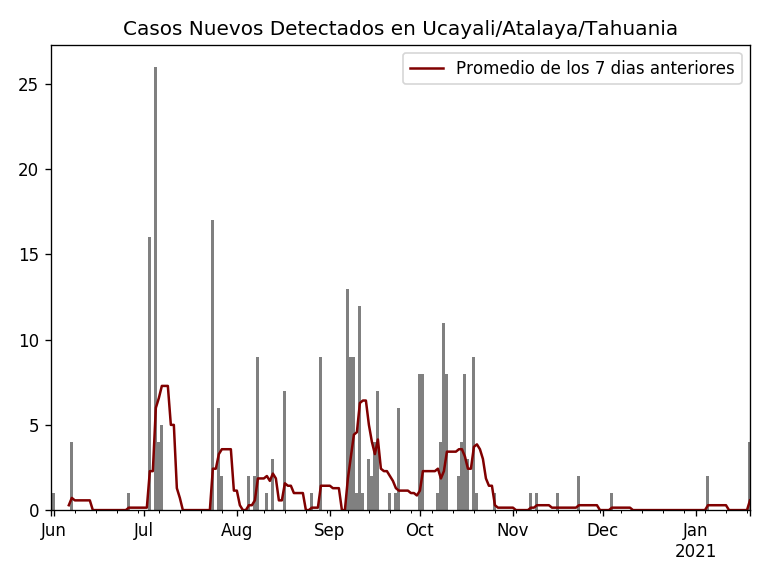 Casos Nuevos Detectados en Ucayali/Atalaya/Tahuania
Promedio de los 7 dias anteriores
25
20
15
10
5
0
Jun Jul Aug Sep Oct Nov Dec Jan
2021